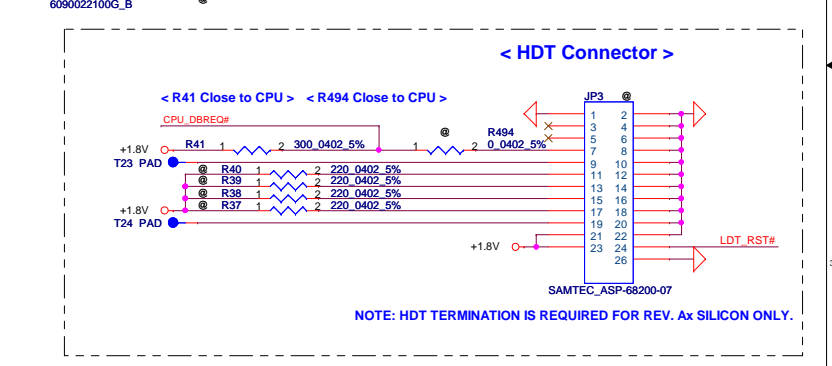 6090022100G_B @
< HDT Connector >
< R41 Close to CPU > < R494 Close to CPU >
JP3 @
CPU_DBREQ#
1 2
3 4
5 6
@ R494
+1.8V R41 1 2 300_0402_5% 1 2 0_0402_5% 7 8
T23 PAD 9 10
@ R40 1 2 220_0402_5% 11 12
@ R39 1 2 220_0402_5% 13 14
@ R38 1 2 220_0402_5% 15 16
+1.8V @ R37 1 2 220_0402_5% 17 18
T24 PAD 19 20
21 22
+1.8V 23 24 LDT_RST#
26
SAMTEC_ASP-68200-07
NOTE: HDT TERMINATION IS REQUIRED FOR REV. Ax SILICON ONLY.
3